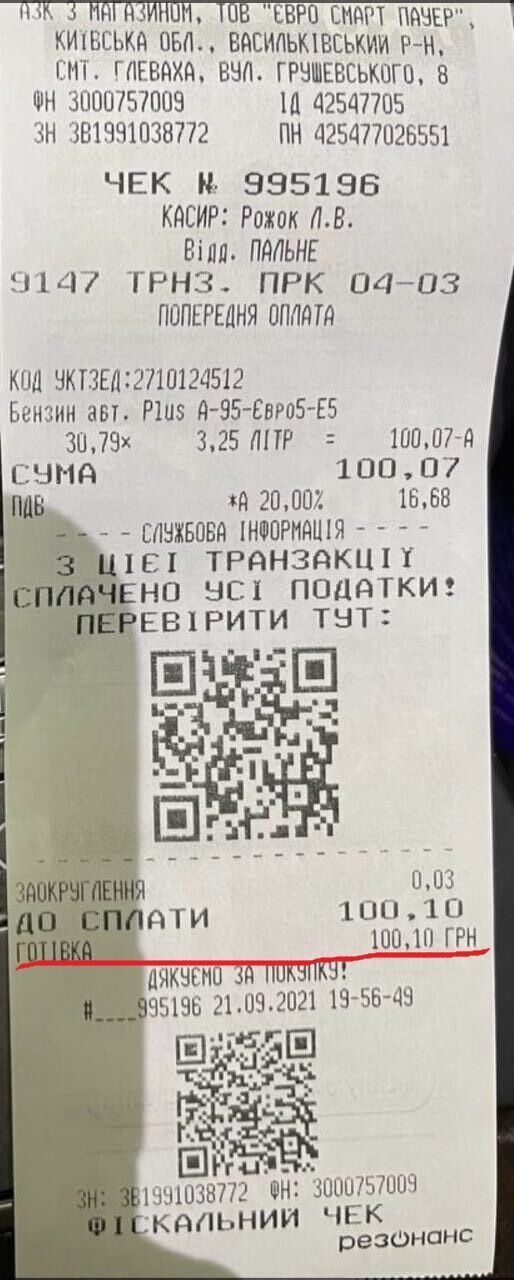 АЗК З МАГАЗИНОМ, ТОВ "ЄВРО СМАРТ ПАУЕР",
КИЇВСЬКА ОБЛ., ВАСИЛЬКІВСЬКИЙ Р-Н,
СМТ. ГЛЕВАХА, ВУЛ. ГРУШЕВСЬКОГО, 8
ФН 3000757009 ІД 42547705
ЗН ЗВ1991038772 ПН 425477026551
ЧЕК № 995196
КАСИР: Рожок Л.В.
Відд. ПАЛЬНЕ
9147 ТРНЗ. ПРК 04-03
ПОПЕРЕДНЯ ОПЛАТА
КОД УКТЗЕД:2710124512
Бензин авт. Plus А-95-Євро5-Е5
30,79× 3,25 ЛІТР = 100,07-А
СУМА 100,07
ПДВ *А 20,00% 16,68
- - - - СЛУЖБОВА ІНФОРМАЦІЯ - - - -
З ЦІЄЇ ТРАНЗАКЦІЇ
СПЛАЧЕНО УСІ ПОДАТКИ!
ПЕРЕВІРИТИ ТУТ:
ЗАОКРУГЛЕННЯ 0,03
ДО СПЛАТИ 100,10
ГОТІВКА 100,10 ГРН
ДЯКУЄМО ЗА ПОКУПКУ!
#____995196 21.09.2021 19-56-49
ЗН: ЗВ1991038772 ФН: 3000757009
ФІСКАЛЬНИЙ ЧЕК
резонанс